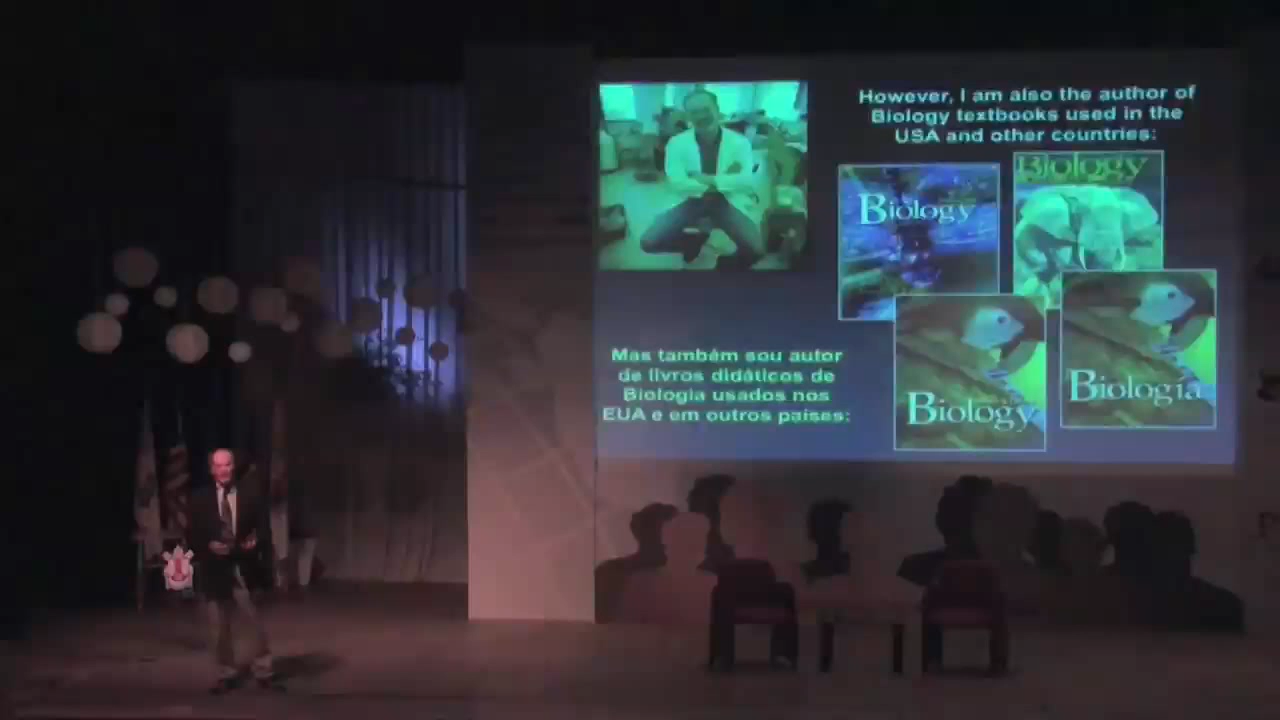 However, I am also the author of
Biology textbooks used in the
USA and other countries:
Biology
Biology
Biology
Biología
Mas também sou autor
de livros didáticos de
Biologia usados nos
EUA e em outros países: